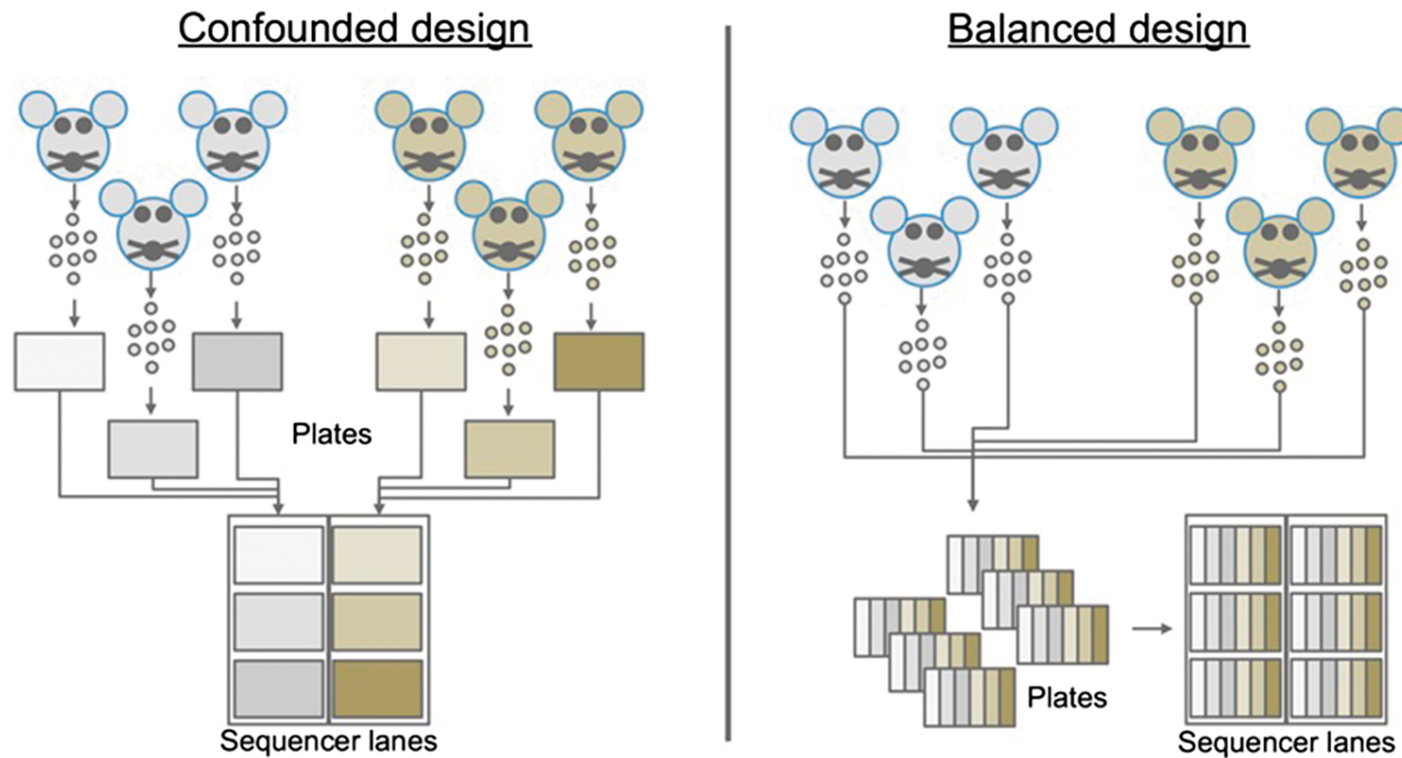 Confounded design
Balanced design
Plates
Sequencer lanes
Plates
Sequencer lanes